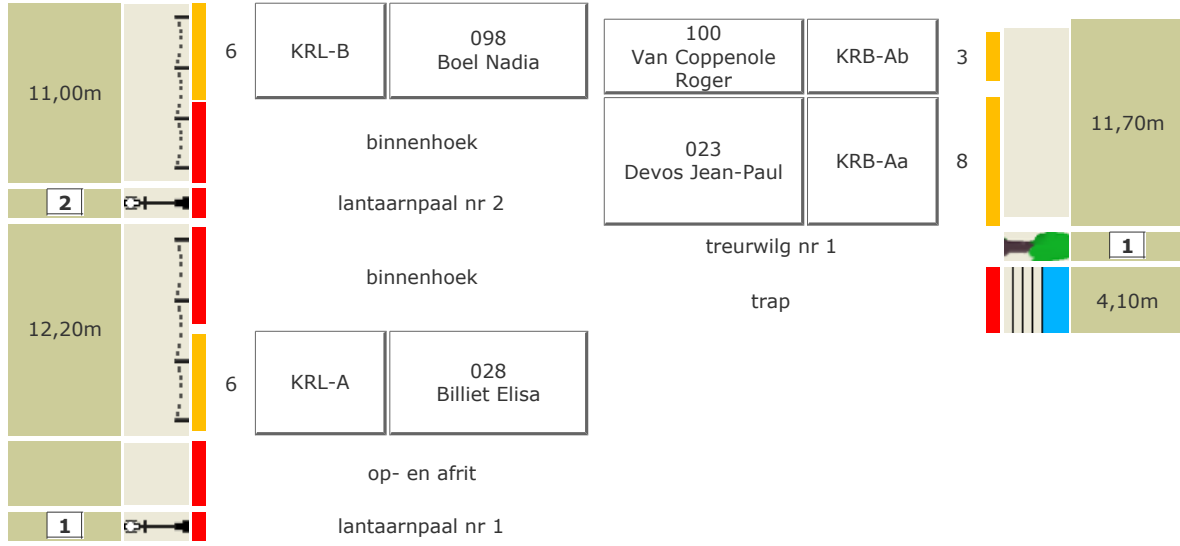 11,00m
6
KRL-B
098
Boel Nadia
binnenhoek
2
lantaarnpaal nr 2
12,20m
binnenhoek
6
KRL-A
028
Billiet Elisa
op- en afrit
1
lantaarnpaal nr 1
100
Van Coppenole
Roger
KRB-Ab
3
11,70m
023
Devos Jean-Paul
KRB-Aa
8
treurwilg nr 1
1
trap
4,10m